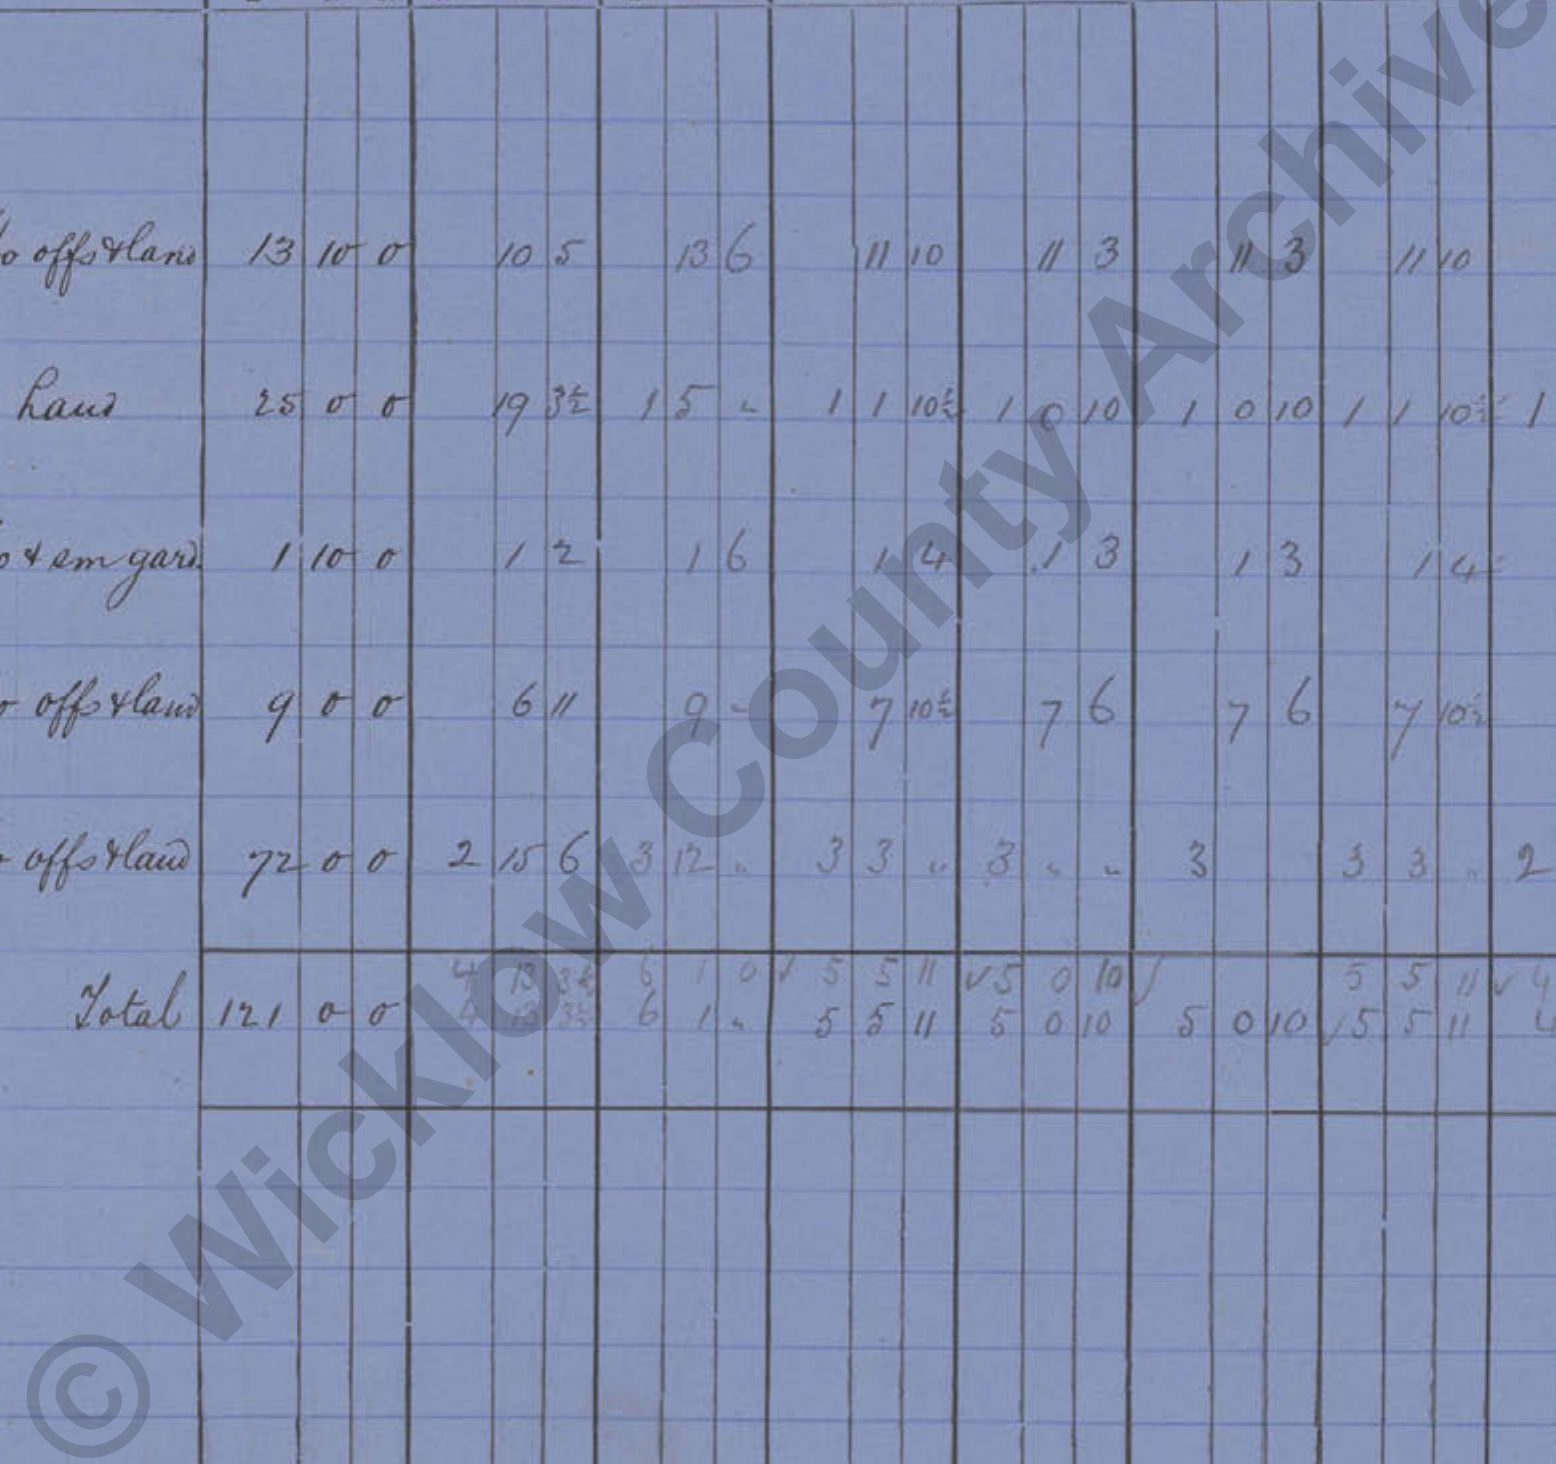 offs & land 13 10 0 10 5 13 6 11 10 11 3 11 3 11 10
Land 25 0 0 19 3½ 1 5 " 1 1 10½ 1 0 10 1 0 10 1 1 10½ 1
& sm gard 1 10 0 1 2 1 6 1 4 1 3 1 3 1 4
offs & land 9 0 0 6 11 9 - 7 10½ 7 6 7 6 7 10½
offs & land 72 0 0 2 15 6 3 12 " 3 3 " 3 " " 3 3 3 " 2
4 13 3½ 6 1 0 ✓ 5 5 11 ✓ 5 0 10 ✓ 5 5 11 ✓ 4
Total 121 0 0 4 13 3½ 6 1 " 5 5 11 5 0 10 5 0 10 ✓ 5 5 11 4
© Wicklow County Archive